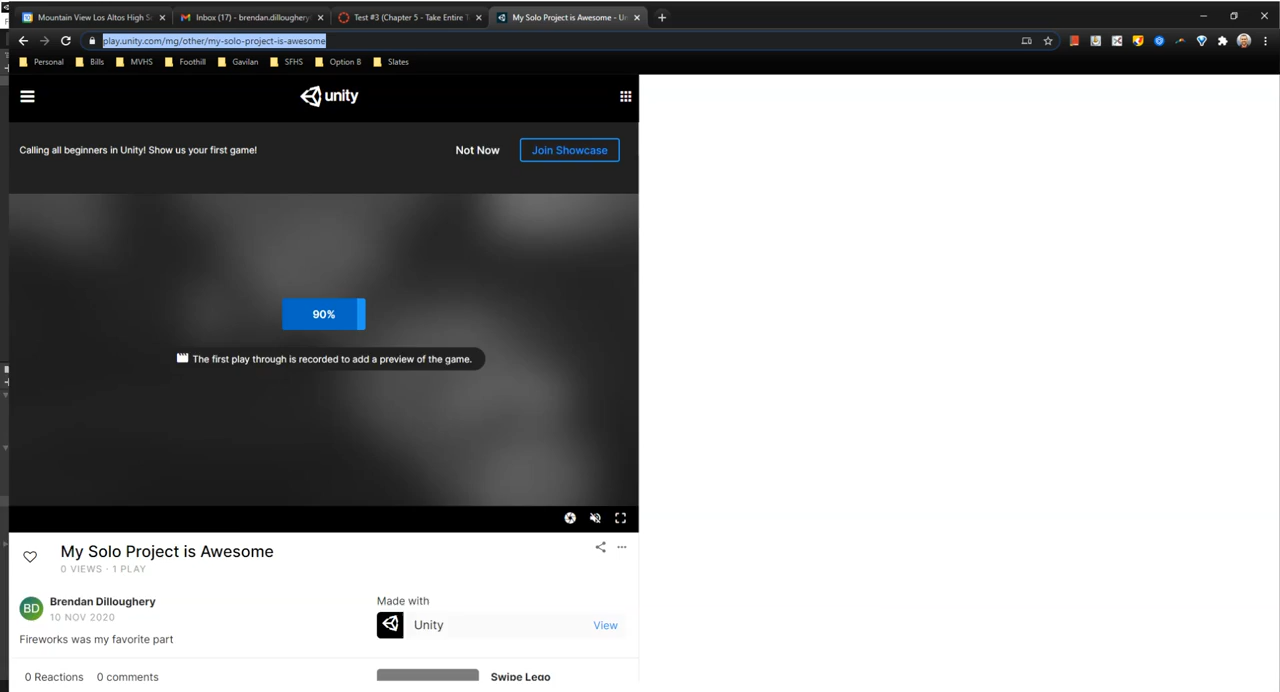 Mountain View Los Altos High S
Inbox (17) - brendan.dilloughery
Test #3 (Chapter 5 - Take Entire T
My Solo Project is Awesome - Un
play.unity.com/mg/other/my-solo-project-is-awesome
Personal
Bills
MVHS
Foothill
Gavilan
SFHS
Option B
Slates
unity
Calling all beginners in Unity! Show us your first game!
Not Now
Join Showcase
90%
The first play through is recorded to add a preview of the game.
My Solo Project is Awesome
0 VIEWS · 1 PLAY
BD
Brendan Dilloughery
10 NOV 2020
Fireworks was my favorite part
Made with
Unity
View
0 Reactions
0 comments
Swipe Lego